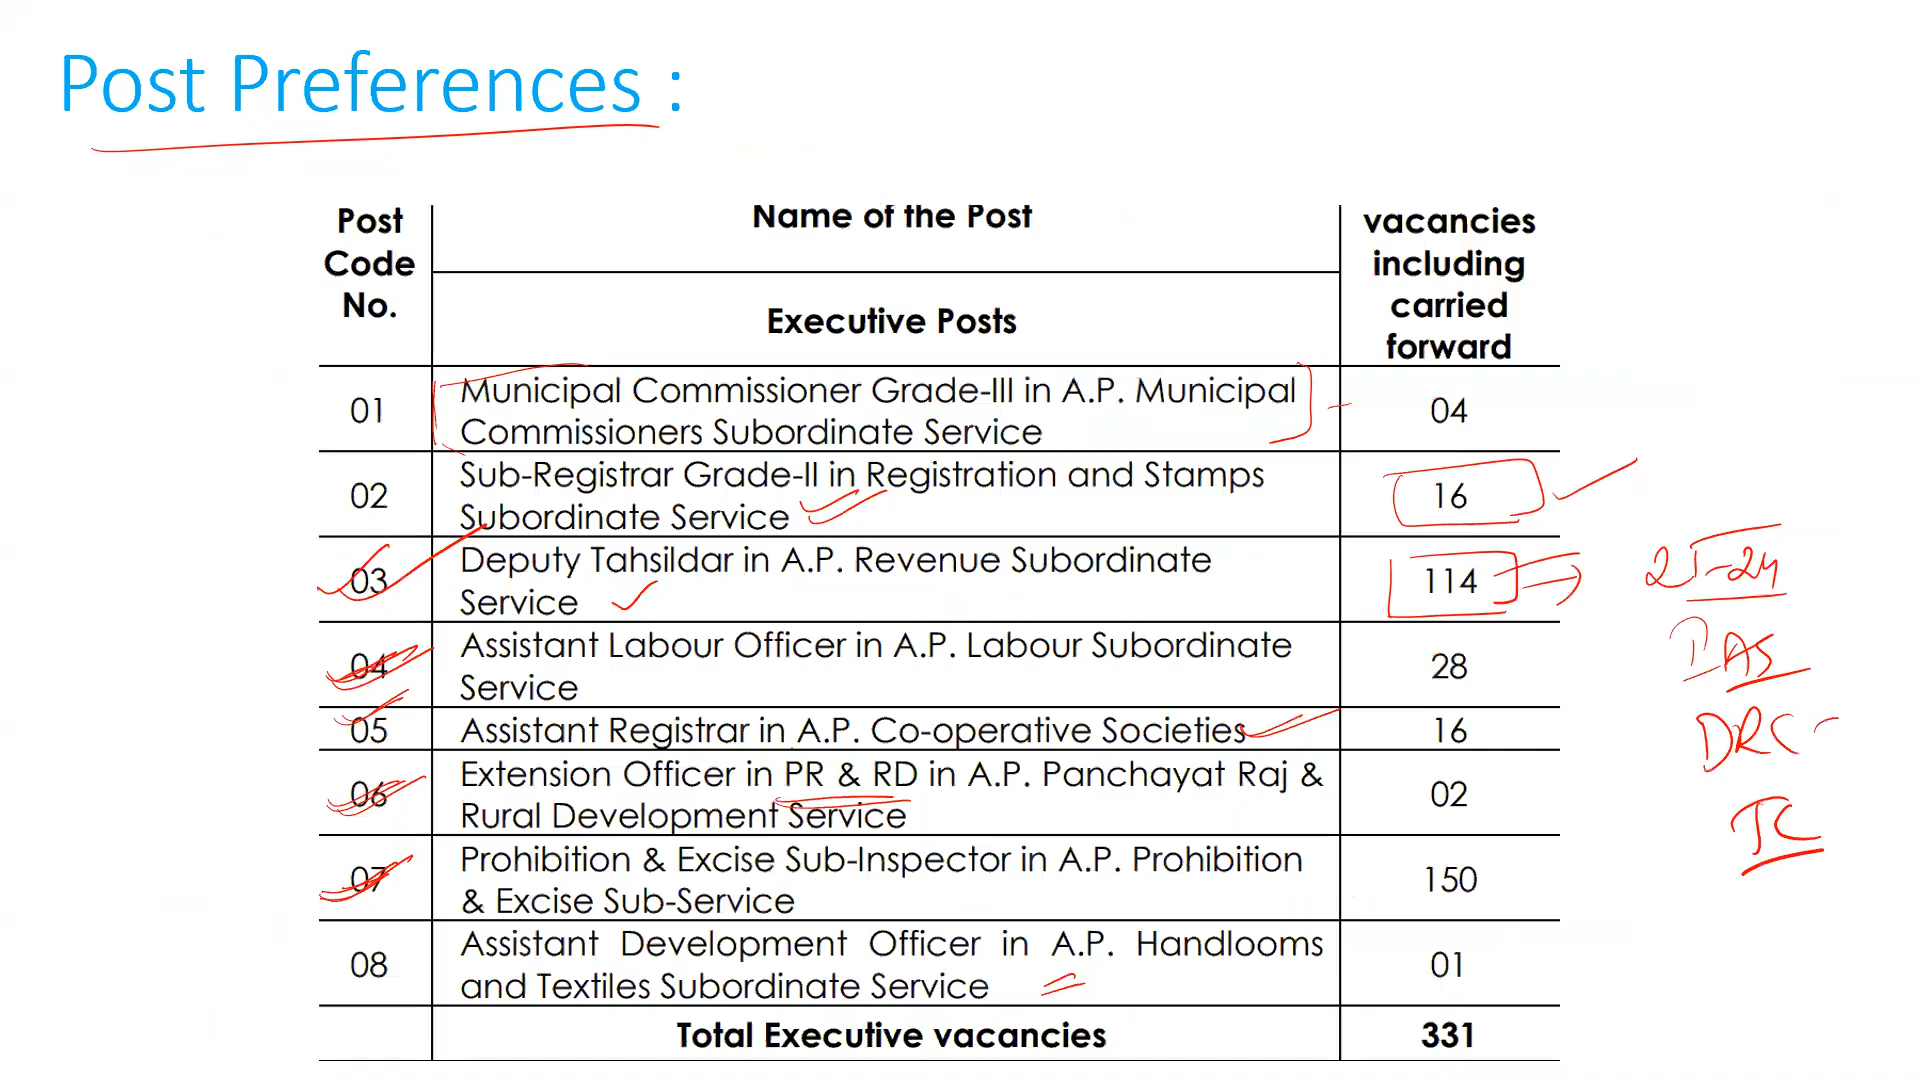 Post Preferences :
Post Code No.
Name of the Post
vacancies including carried forward
Executive Posts
01
Municipal Commissioner Grade-III in A.P. Municipal
Commissioners Subordinate Service
04
02
Sub-Registrar Grade-II in Registration and Stamps
Subordinate Service
16
03
Deputy Tahsildar in A.P. Revenue Subordinate
Service
114
04
Assistant Labour Officer in A.P. Labour Subordinate
Service
28
05
Assistant Registrar in A.P. Co-operative Societies
16
06
Extension Officer in PR & RD in A.P. Panchayat Raj &
Rural Development Service
02
07
Prohibition & Excise Sub-Inspector in A.P. Prohibition
& Excise Sub-Service
150
08
Assistant Development Officer in A.P. Handlooms
and Textiles Subordinate Service
01
Total Executive vacancies
331
IAS
DRC